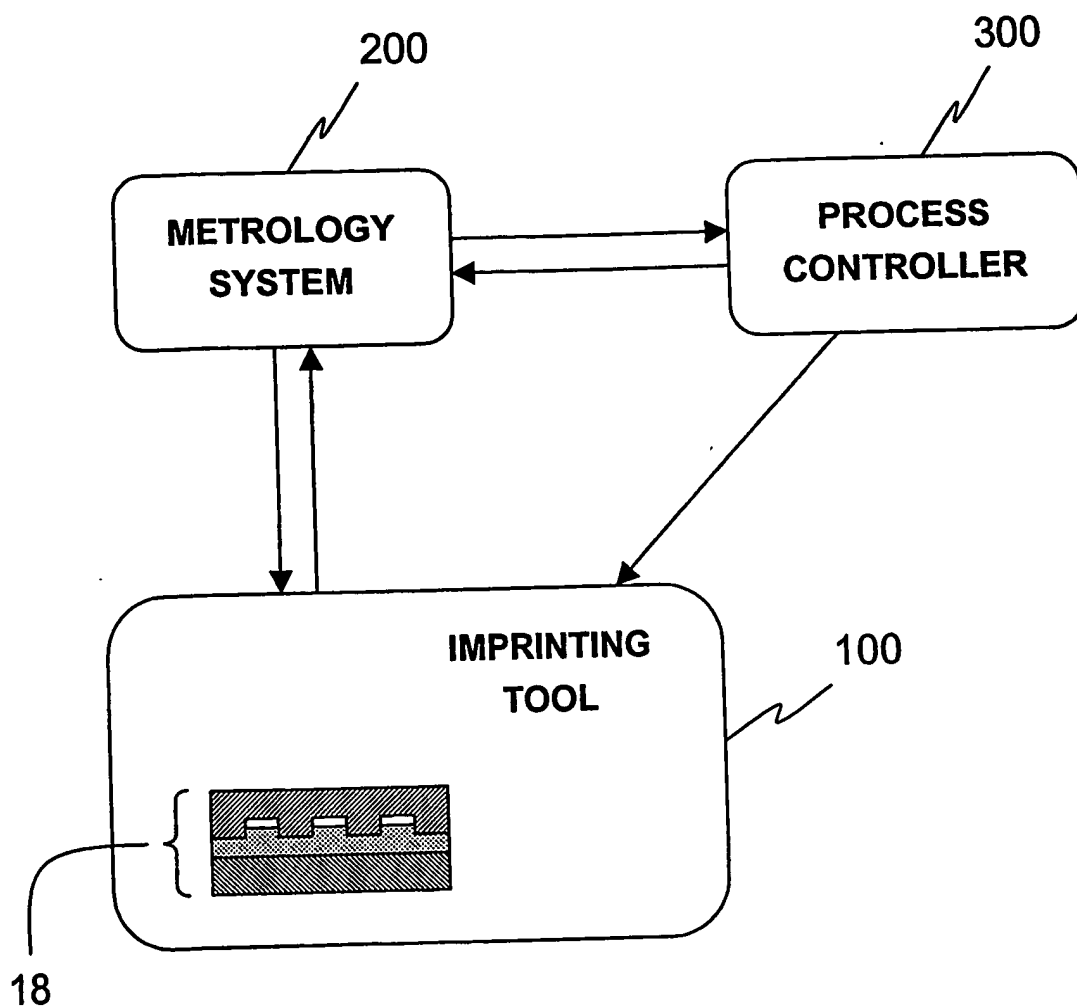 200
300
METROLOGY
SYSTEM
PROCESS
CONTROLLER
IMPRINTING
TOOL
100
18